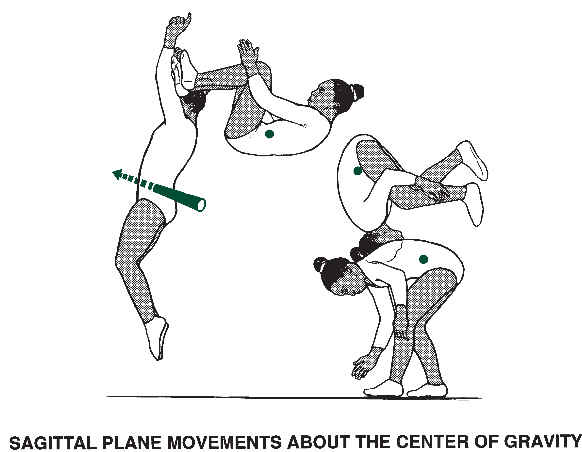 SAGITTAL PLANE MOVEMENTS ABOUT THE CENTER OF GRAVITY